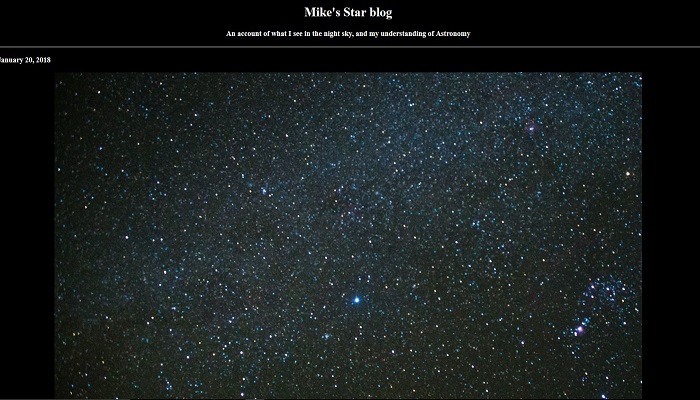 Mike's Star blog
An account of what I see in the night sky, and my understanding of Astronomy
January 20, 2018